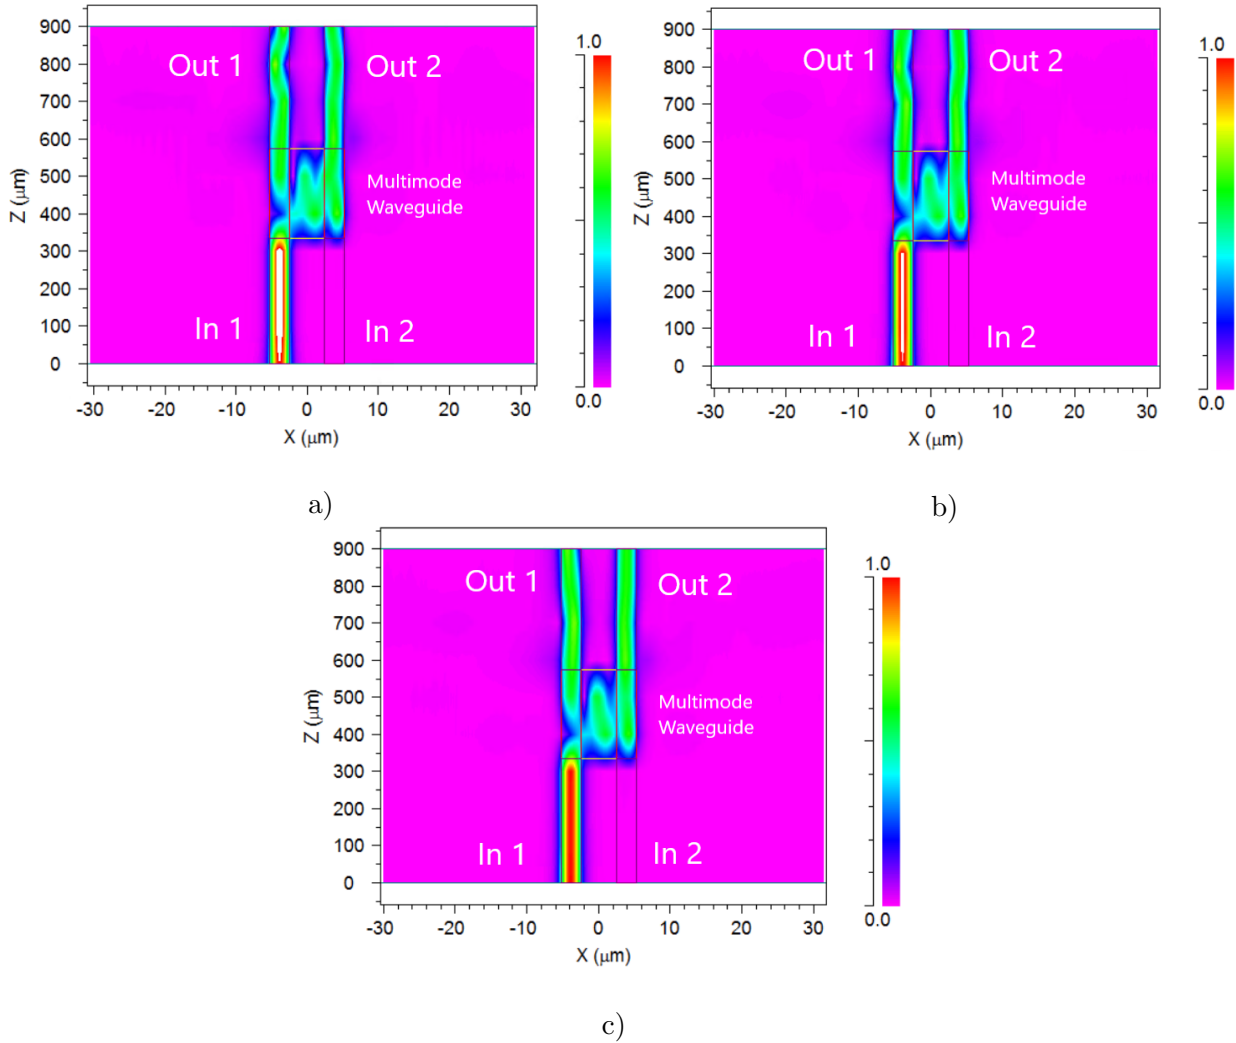 900
800
700
600
500
400
300
200
100
0
Z (μm)
-30 -20 -10 0 10 20 30
X (μm)
Out 1 Out 2
Multimode
Waveguide
In 1 In 2
1.0
0.0
a)
900
800
700
600
500
400
300
200
100
0
Z (μm)
-30 -20 -10 0 10 20 30
X (μm)
Out 1 Out 2
Multimode
Waveguide
In 1 In 2
1.0
0.0
b)
900
800
700
600
500
400
300
200
100
0
Z (μm)
-30 -20 -10 0 10 20 30
X (μm)
Out 1 Out 2
Multimode
Waveguide
In 1 In 2
1.0
0.0
c)